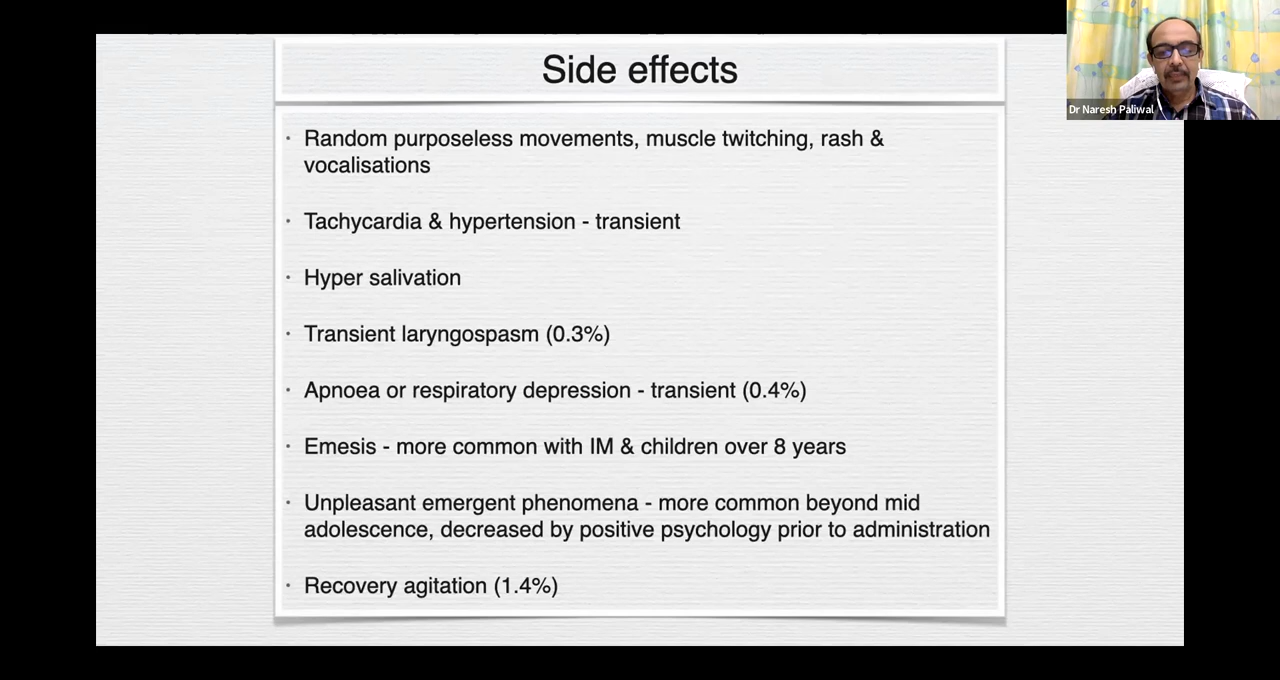 Side effects
Dr Naresh Paliwal
• Random purposeless movements, muscle twitching, rash &
vocalisations
• Tachycardia & hypertension - transient
• Hyper salivation
• Transient laryngospasm (0.3%)
• Apnoea or respiratory depression - transient (0.4%)
• Emesis - more common with IM & children over 8 years
• Unpleasant emergent phenomena - more common beyond mid
adolescence, decreased by positive psychology prior to administration
• Recovery agitation (1.4%)